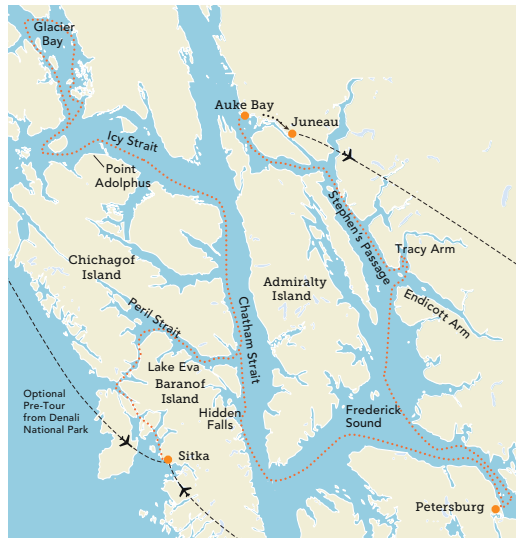 Glacier
Bay
Auke Bay
Juneau
Icy Strait
Point
Adolphus
Stephen's Passage
Tracy Arm
Chichagof
Island
Admiralty
Island
Endicott Arm
Peril Strait
Chatham Strait
Lake Eva
Baranof
Island
Optional
Pre-Tour
from Denali
National Park
Hidden
Falls
Frederick
Sound
Sitka
Petersburg